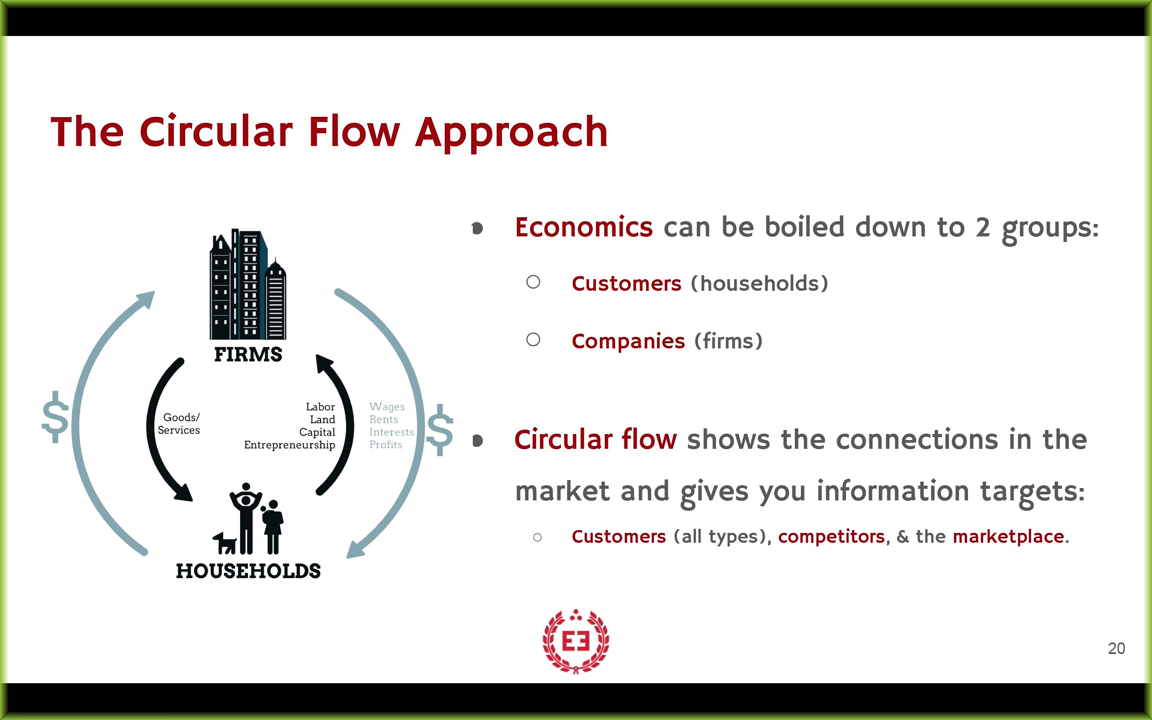 The Circular Flow Approach
FIRMS
$
Goods/
Services
Labor
Land
Capital
Entrepreneurship
Wages
Rents
Interests
Profits
$
HOUSEHOLDS
● Economics can be boiled down to 2 groups:
○ Customers (households)
○ Companies (firms)
● Circular flow shows the connections in the
market and gives you information targets:
○ Customers (all types), competitors, & the marketplace.
EE
20